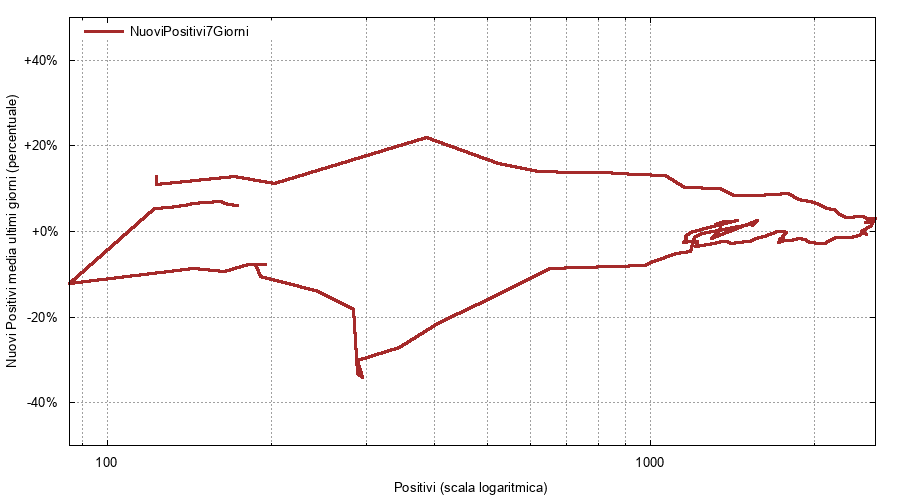 NuoviPositivi7Giorni
+40%
+20%
+0%
-20%
-40%
Nuovi Positivi media ultimi giorni (percentuale)
100
1000
Positivi (scala logaritmica)